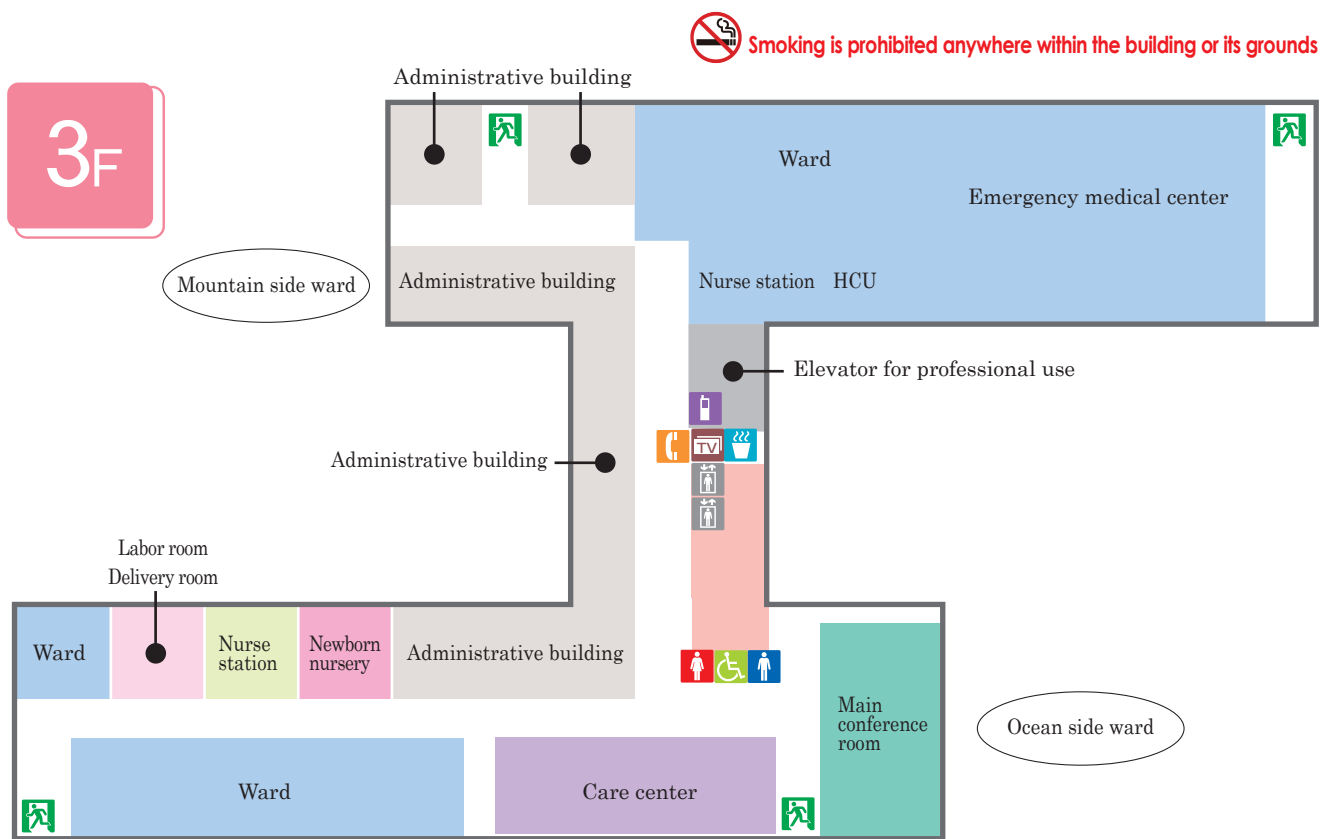 Smoking is prohibited anywhere within the building or its grounds
3F
Administrative building
Ward
Emergency medical center
Mountain side ward
Administrative building
Nurse station HCU
Elevator for professional use
TV
Administrative building
Labor room
Delivery room
Ward
Nurse
station
Newborn
nursery
Administrative building
Main
conference
room
Ocean side ward
Ward
Care center